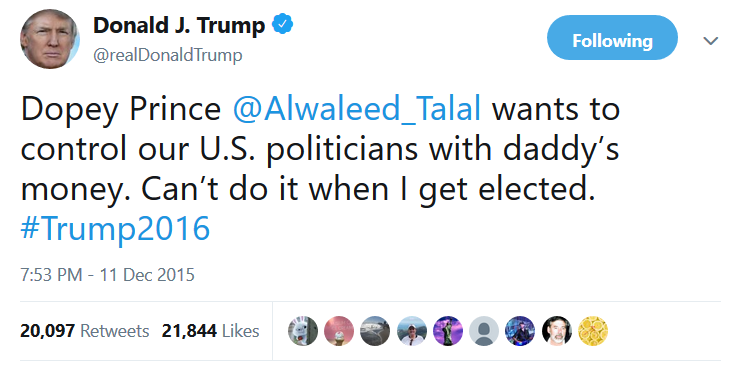 Donald J. Trump
@realDonaldTrump
Following
Dopey Prince @Alwaleed_Talal wants to
control our U.S. politicians with daddy’s
money. Can’t do it when I get elected.
#Trump2016
7:53 PM - 11 Dec 2015
20,097 Retweets 21,844 Likes